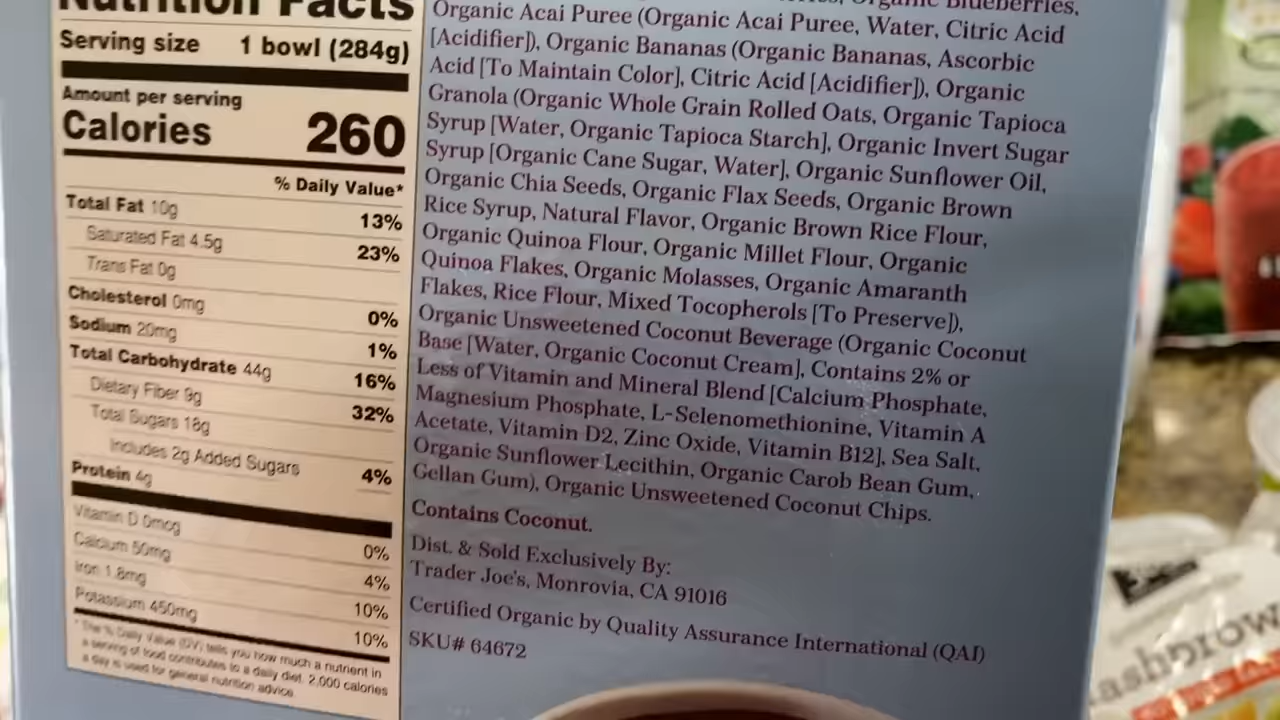 Nutrition Facts
Serving size 1 bowl (284g)
Amount per serving
Calories 260
% Daily Value*
Total Fat 10g 13%
Saturated Fat 4.5g 23%
Trans Fat 0g
Cholesterol 0mg 0%
Sodium 20mg 1%
Total Carbohydrate 44g 16%
Dietary Fiber 9g 32%
Total Sugars 18g
Includes 2g Added Sugars 4%
Protein 4g
Vitamin D 0mcg 0%
Calcium 50mg 4%
Iron 1.8mg 10%
Potassium 450mg 10%
* The % Daily Value (DV) tells you how much a nutrient in
a serving of food contributes to a daily diet. 2,000 calories
a day is used for general nutrition advice.
Blueberries,
Organic Acai Puree (Organic Acai Puree, Water, Citric Acid
[Acidifier]), Organic Bananas (Organic Bananas, Ascorbic
Acid [To Maintain Color], Citric Acid [Acidifier]), Organic
Granola (Organic Whole Grain Rolled Oats, Organic Tapioca
Syrup [Water, Organic Tapioca Starch], Organic Invert Sugar
Syrup [Organic Cane Sugar, Water], Organic Sunflower Oil,
Organic Chia Seeds, Organic Flax Seeds, Organic Brown
Rice Syrup, Natural Flavor, Organic Brown Rice Flour,
Organic Quinoa Flour, Organic Millet Flour, Organic
Quinoa Flakes, Organic Molasses, Organic Amaranth
Flakes, Rice Flour, Mixed Tocopherols [To Preserve]),
Organic Unsweetened Coconut Beverage (Organic Coconut
Base [Water, Organic Coconut Cream], Contains 2% or
Less of Vitamin and Mineral Blend [Calcium Phosphate,
Magnesium Phosphate, L-Selenomethionine, Vitamin A
Acetate, Vitamin D2, Zinc Oxide, Vitamin B12], Sea Salt,
Organic Sunflower Lecithin, Organic Carob Bean Gum,
Gellan Gum), Organic Unsweetened Coconut Chips.
Contains Coconut.
Dist. & Sold Exclusively By:
Trader Joe's, Monrovia, CA 91016
Certified Organic by Quality Assurance International (QAI)
SKU# 64672